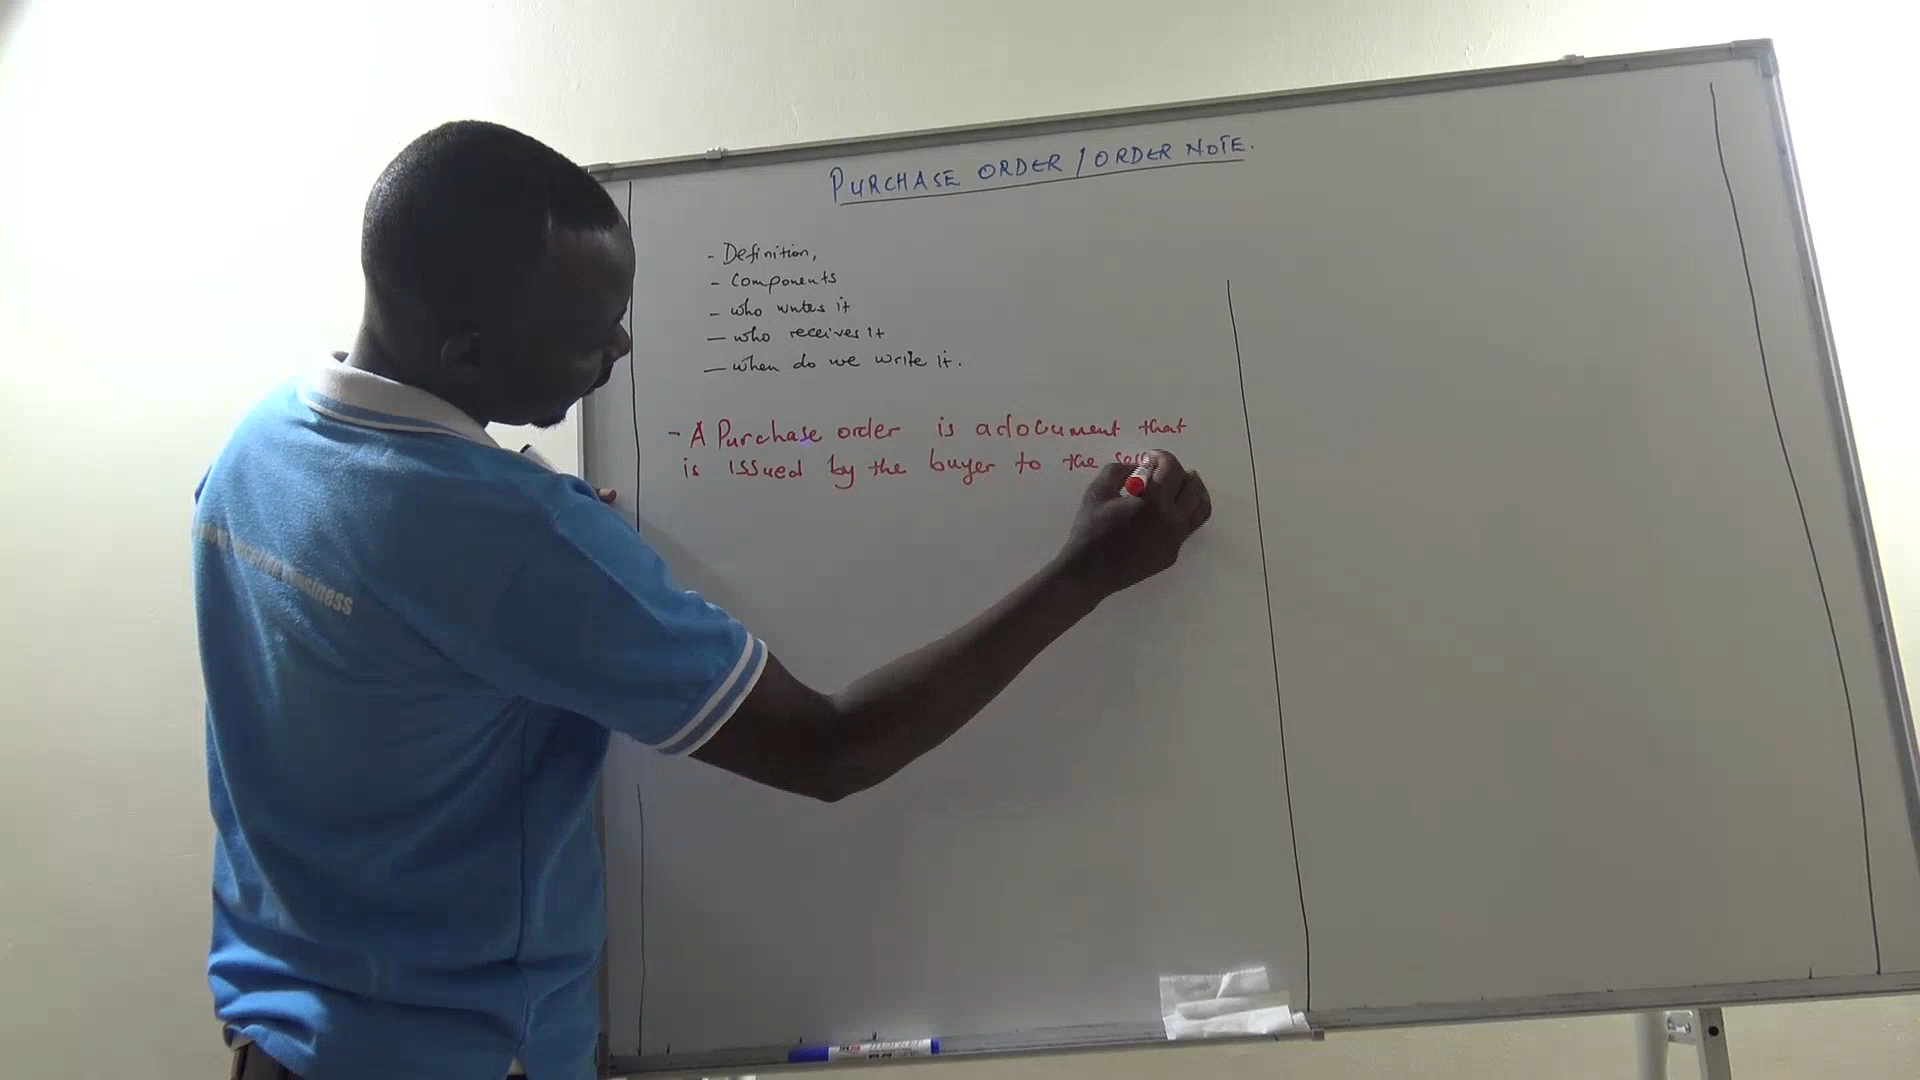 PURCHASE ORDER / ORDER NOTE.
- Definition,
- Components
- who writes it
- who receives it
- when do we write it.
- A Purchase order is a document that
is issued by the buyer to the
Business